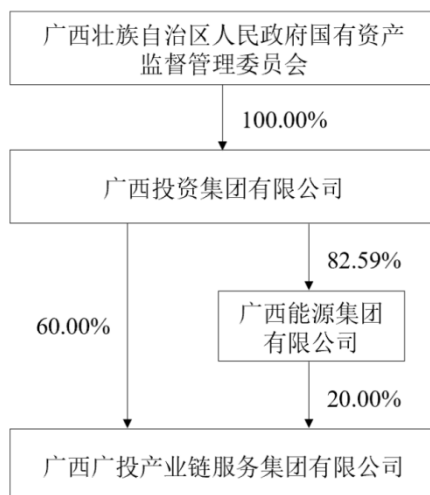 广西壮族自治区人民政府国有资产
监督管理委员会
100.00%
广西投资集团有限公司
82.59%
60.00%
广西能源集团
有限公司
20.00%
广西广投产业链服务集团有限公司